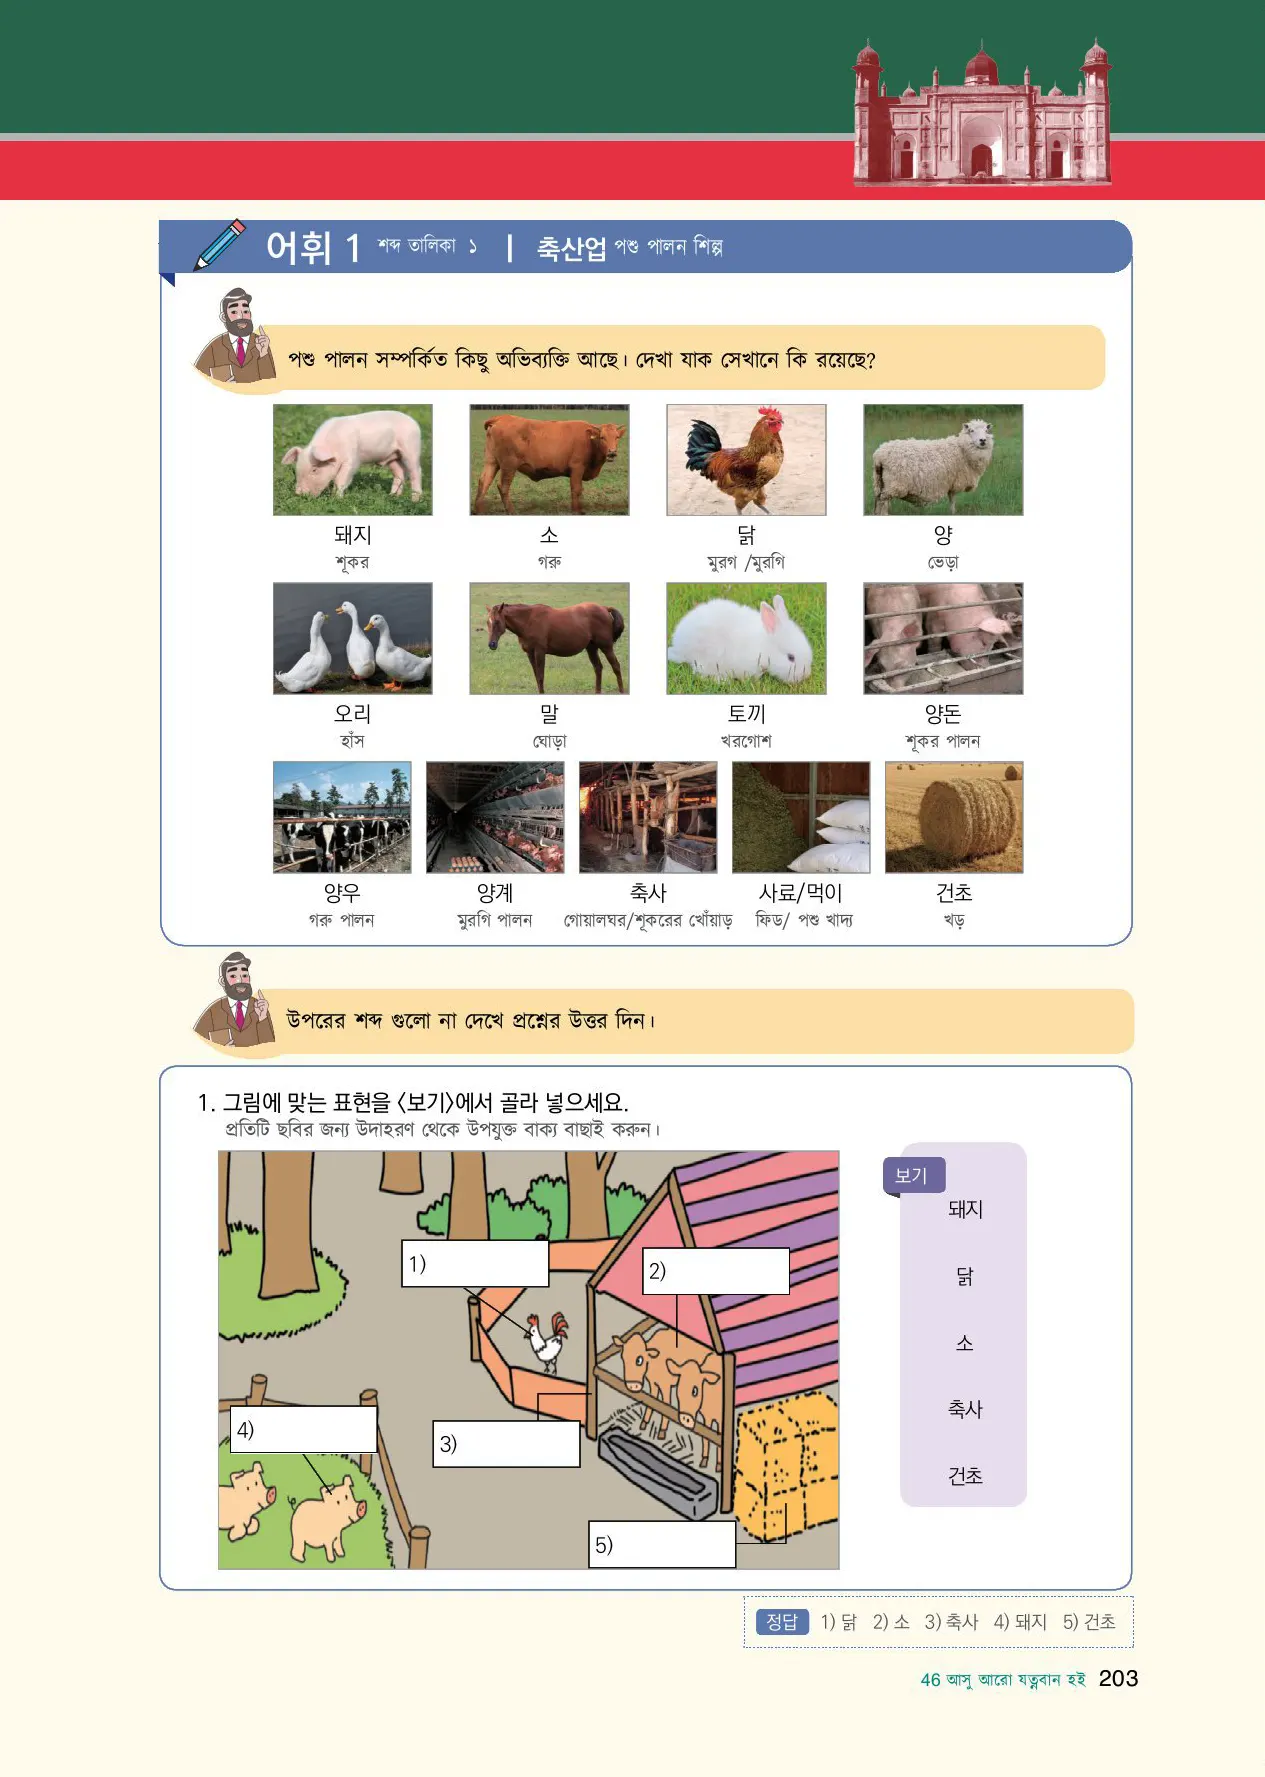 어휘 1 শব্দ তালিকা ১ | 축산업 পশু পালন শিল্প
পশু পালন সম্পর্কিত কিছু অভিব্যক্তি আছে। দেখা যাক সেখানে কি রয়েছে?
돼지 소 닭 양
শূকর গরু মুরগ /মুরগি ভেড়া
오리 말 토끼 양돈
হাঁস ঘোড়া খরগোশ শূকর পালন
양우 양계 축사 사료/먹이 건초
গরু পালন মুরগি পালন গোয়ালঘর/শূকরের খোঁয়াড় ফিড/ পশু খাদ্য খড়
উপরের শব্দ গুলো না দেখে প্রশ্নের উত্তর দিন।
1. 그림에 맞는 표현을 〈보기〉에서 골라 넣으세요.
প্রতিটি ছবির জন্য উদাহরণ থেকে উপযুক্ত বাক্য বাছাই করুন।
1)
2)
3)
4)
5)
보기
돼지
닭
소
축사
건초
정답 1) 닭 2) 소 3) 축사 4) 돼지 5) 건초
46 আসু আরো যত্নবান হই 203